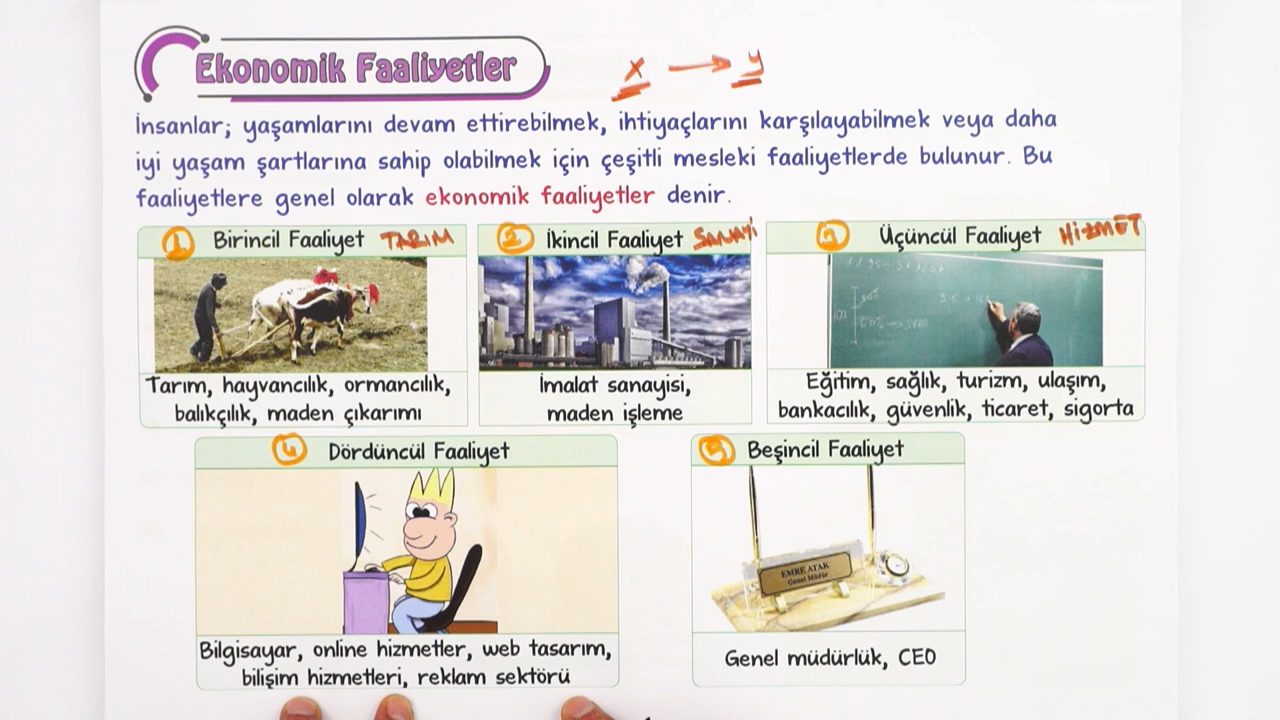 Ekonomik Faaliyetler
x → y
İnsanlar; yaşamlarını devam ettirebilmek, ihtiyaçlarını karşılayabilmek veya daha
iyi yaşam şartlarına sahip olabilmek için çeşitli mesleki faaliyetlerde bulunur. Bu
faaliyetlere genel olarak ekonomik faaliyetler denir.
1 Birincil Faaliyet TARIM
Tarım, hayvancılık, ormancılık,
balıkçılık, maden çıkarımı
2 İkincil Faaliyet SANAYİ
İmalat sanayisi,
maden işleme
Üçüncül Faaliyet HİZMET
Eğitim, sağlık, turizm, ulaşım,
bankacılık, güvenlik, ticaret, sigorta
4 Dördüncül Faaliyet
Bilgisayar, online hizmetler, web tasarım,
bilişim hizmetleri, reklam sektörü
5 Beşincil Faaliyet
EMRE ATAK
Genel Müdür
Genel müdürlük, CEO